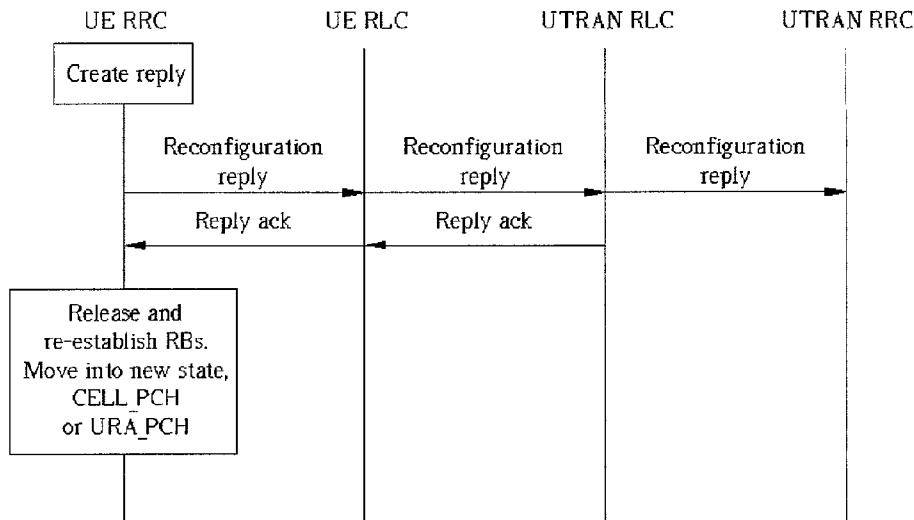 UE RRC UE RLC UTRAN RLC UTRAN RRC
Create reply
Reconfiguration
reply
Reconfiguration
reply
Reconfiguration
reply
Reply ack
Reply ack
Release and
re-establish RBs.
Move into new state,
CELL_PCH
or URA_PCH